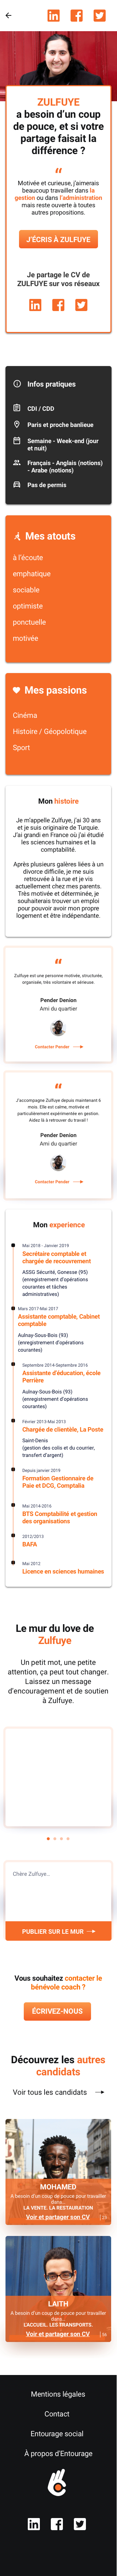 ZULFUYE
a besoin d'un coup
de pouce, et si votre
partage faisait la
différence ?
“
Motivée et curieuse, j'aimerais
beaucoup travailler dans la
gestion ou dans l'administration
mais reste ouverte à toutes
autres propositions.
J'ÉCRIS À ZULFUYE
Je partage le CV de
ZULFUYE sur vos réseaux
Infos pratiques
CDI / CDD
Paris et proche banlieue
Semaine - Week-end (jour
et nuit)
Français - Anglais (notions)
- Arabe (notions)
Pas de permis
Mes atouts
à l'écoute
emphatique
sociable
optimiste
ponctuelle
motivée
Mes passions
Cinéma
Histoire / Géopolotique
Sport
Mon histoire
Je m'appelle Zulfuye, j'ai 30 ans
et je suis originaire de Turquie.
J'ai grandi en France où j'ai étudié
les sciences humaines et la
comptabilité.
Après plusieurs galères liées à un
divorce difficile, je me suis
retrouvée à la rue et je vis
actuellement chez mes parents.
Très motivée et déterminée, je
souhaitairait trouver un emploi
pour pouvoir avoir mon propre
logement et être indépendante.
“
Zulfuye est une personne motivée, structurée,
organisée, très volontaire et sérieuse.
Pender Denion
Ami du quartier
Contacter Pender
“
J'accompagne Zulfuye depuis maintenant 6
mois. Elle est calme, motivée et
particulièrement expérimentée en gestion.
Aidez là à retrouver du travail !
Pender Denion
Ami du quartier
Contacter Pender
Mon experience
Mai 2018 - Janvier 2019
Secrétaire comptable et
chargée de recouvrement
ASSG Sécurité, Gonesse (95)
(enregistrement d'opérations
courantes et tâches
administratives)
Mars 2017-Mai 2017
Assistante comptable, Cabinet
comptable
Aulnay-Sous-Bois (93)
(enregistrement d'opérations
courantes)
Septembre 2014-Septembre 2016
Assistante d'éducation, école
Perrière
Aulnay-Sous-Bois (93)
(enregistrement d'opérations
courantes)
Février 2013-Mai 2013
Chargée de clientèle, La Poste
Saint-Denis
(gestion des colis et du courrier,
transfert d'argent)
Depuis janvier 2019
Formation Gestionnaire de
Paie et DCG, Comptalia
Mai 2014-2016
BTS Comptabilité et gestion
des organisations
2012/2013
BAFA
Mai 2012
Licence en sciences humaines
Le mur du love de
Zulfuye
Un petit mot, une petite
attention, ça peut tout changer.
Laissez un message
d'encouragement et de soutien
à Zulfuye.
Chère Zulfuye...
PUBLIER SUR LE MUR
Vous souhaitez contacter le
bénévole coach ?
ÉCRIVEZ-NOUS
Découvrez les autres
candidats
Voir tous les candidats
MOHAMED
A besoin d'un coup de pouce pour travailler
dans...
LA VENTE. LA RESTAURATION
Voir et partager son CV
LAITH
A besoin d'un coup de pouce pour travailler
dans...
L'ACCUEIL. LES TRANSPORTS.
Voir et partager son CV
Mentions légales
Contact
Entourage social
À propos d'Entourage